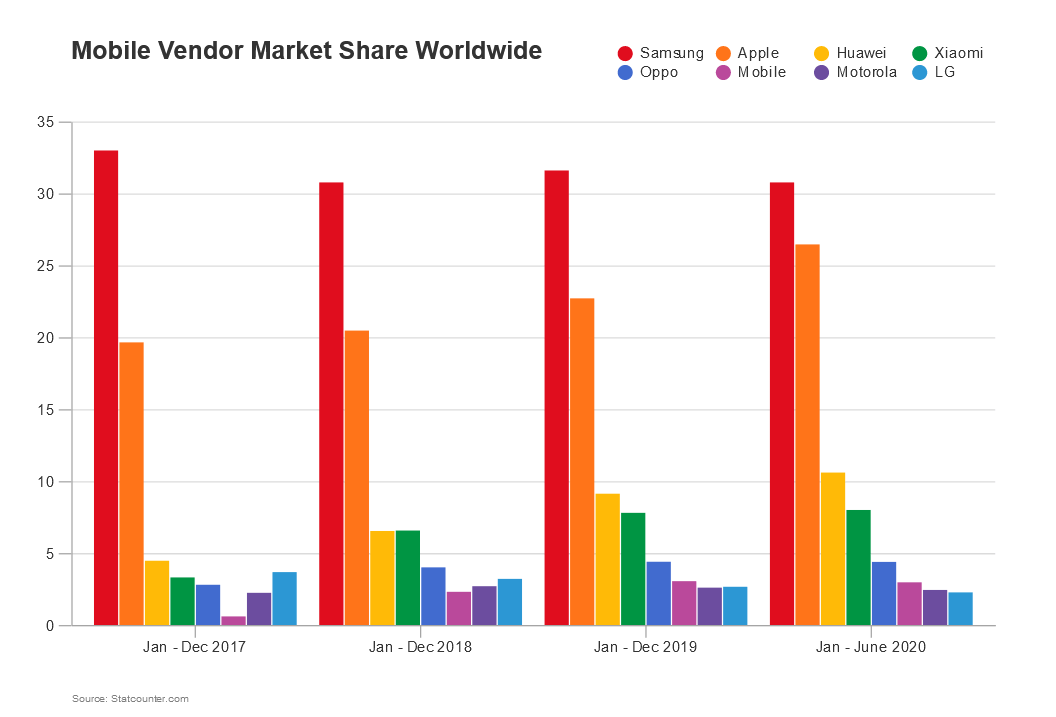 Mobile Vendor Market Share Worldwide
Samsung Apple Huawei Xiaomi
Oppo Mobile Motorola LG
35
30
25
20
15
10
5
0
Jan - Dec 2017 Jan - Dec 2018 Jan - Dec 2019 Jan - June 2020
Source: Statcounter.com